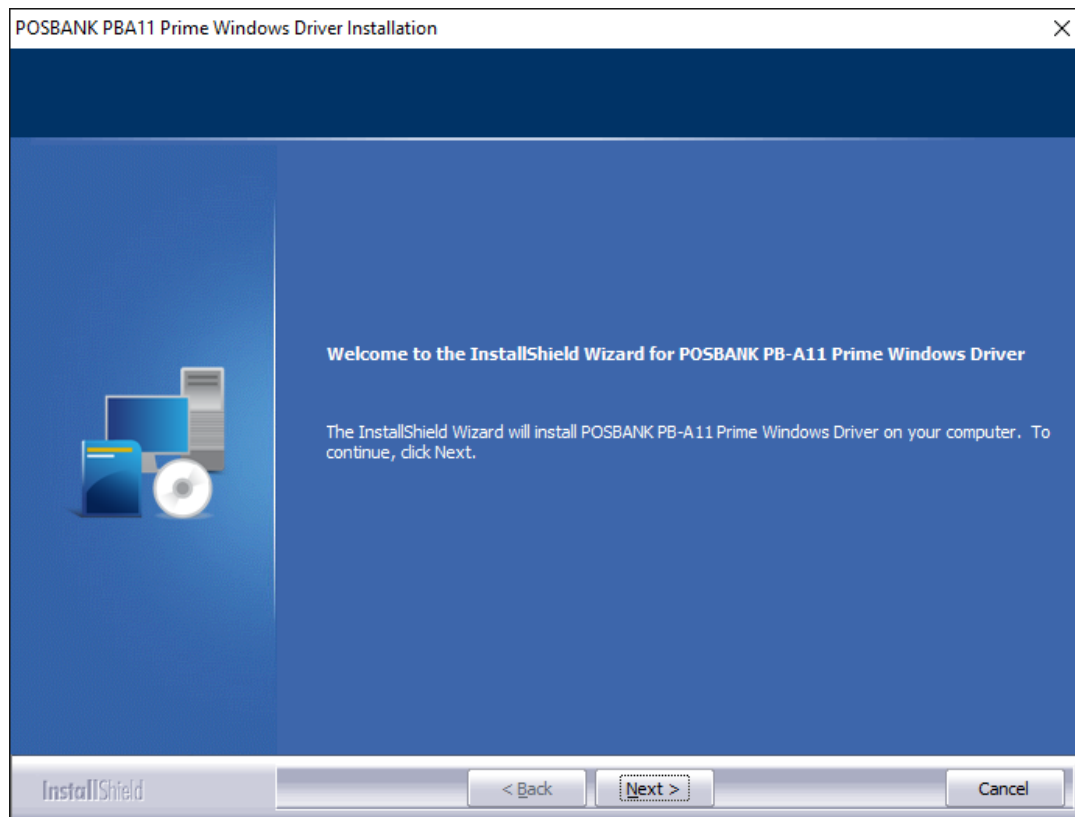 POSBANK PBA11 Prime Windows Driver Installation
Welcome to the InstallShield Wizard for POSBANK PB-A11 Prime Windows Driver
The InstallShield Wizard will install POSBANK PB-A11 Prime Windows Driver on your computer. To
continue, click Next.
InstallShield
< Back
Next >
Cancel